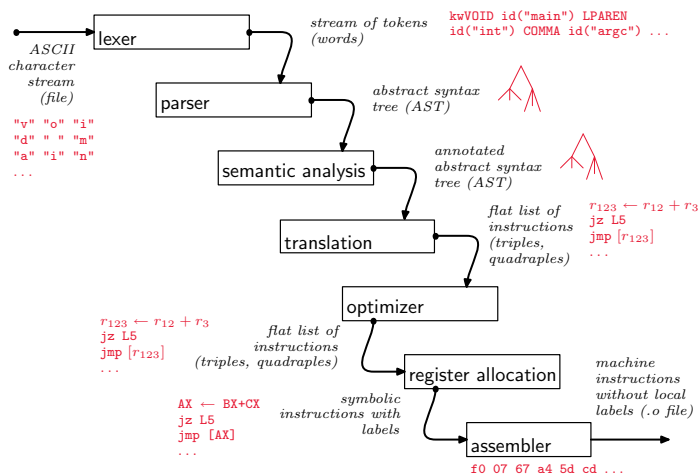 lexer
ASCII
character
stream
(file)
"v" "o" "i"
"d" " " "m"
"a" "i" "n"
...
stream of tokens
(words)
kwVOID id("main") LPAREN
id("int") COMMA id("argc") ...
parser
abstract syntax
tree (AST)
semantic analysis
annotated
abstract syntax
tree (AST)
translation
flat list of
instructions
(triples,
quadraples)
r₁₂₃ ← r₁₂ + r₃
jz L5
jmp [r₁₂₃]
...
optimizer
r₁₂₃ ← r₁₂ + r₃
jz L5
jmp [r₁₂₃]
...
flat list of
instructions
(triples, quadraples)
register allocation
AX ← BX+CX
jz L5
jmp [AX]
...
symbolic
instructions with
labels
assembler
machine
instructions
without local
labels (.o file)
f0 07 67 a4 5d cd ...